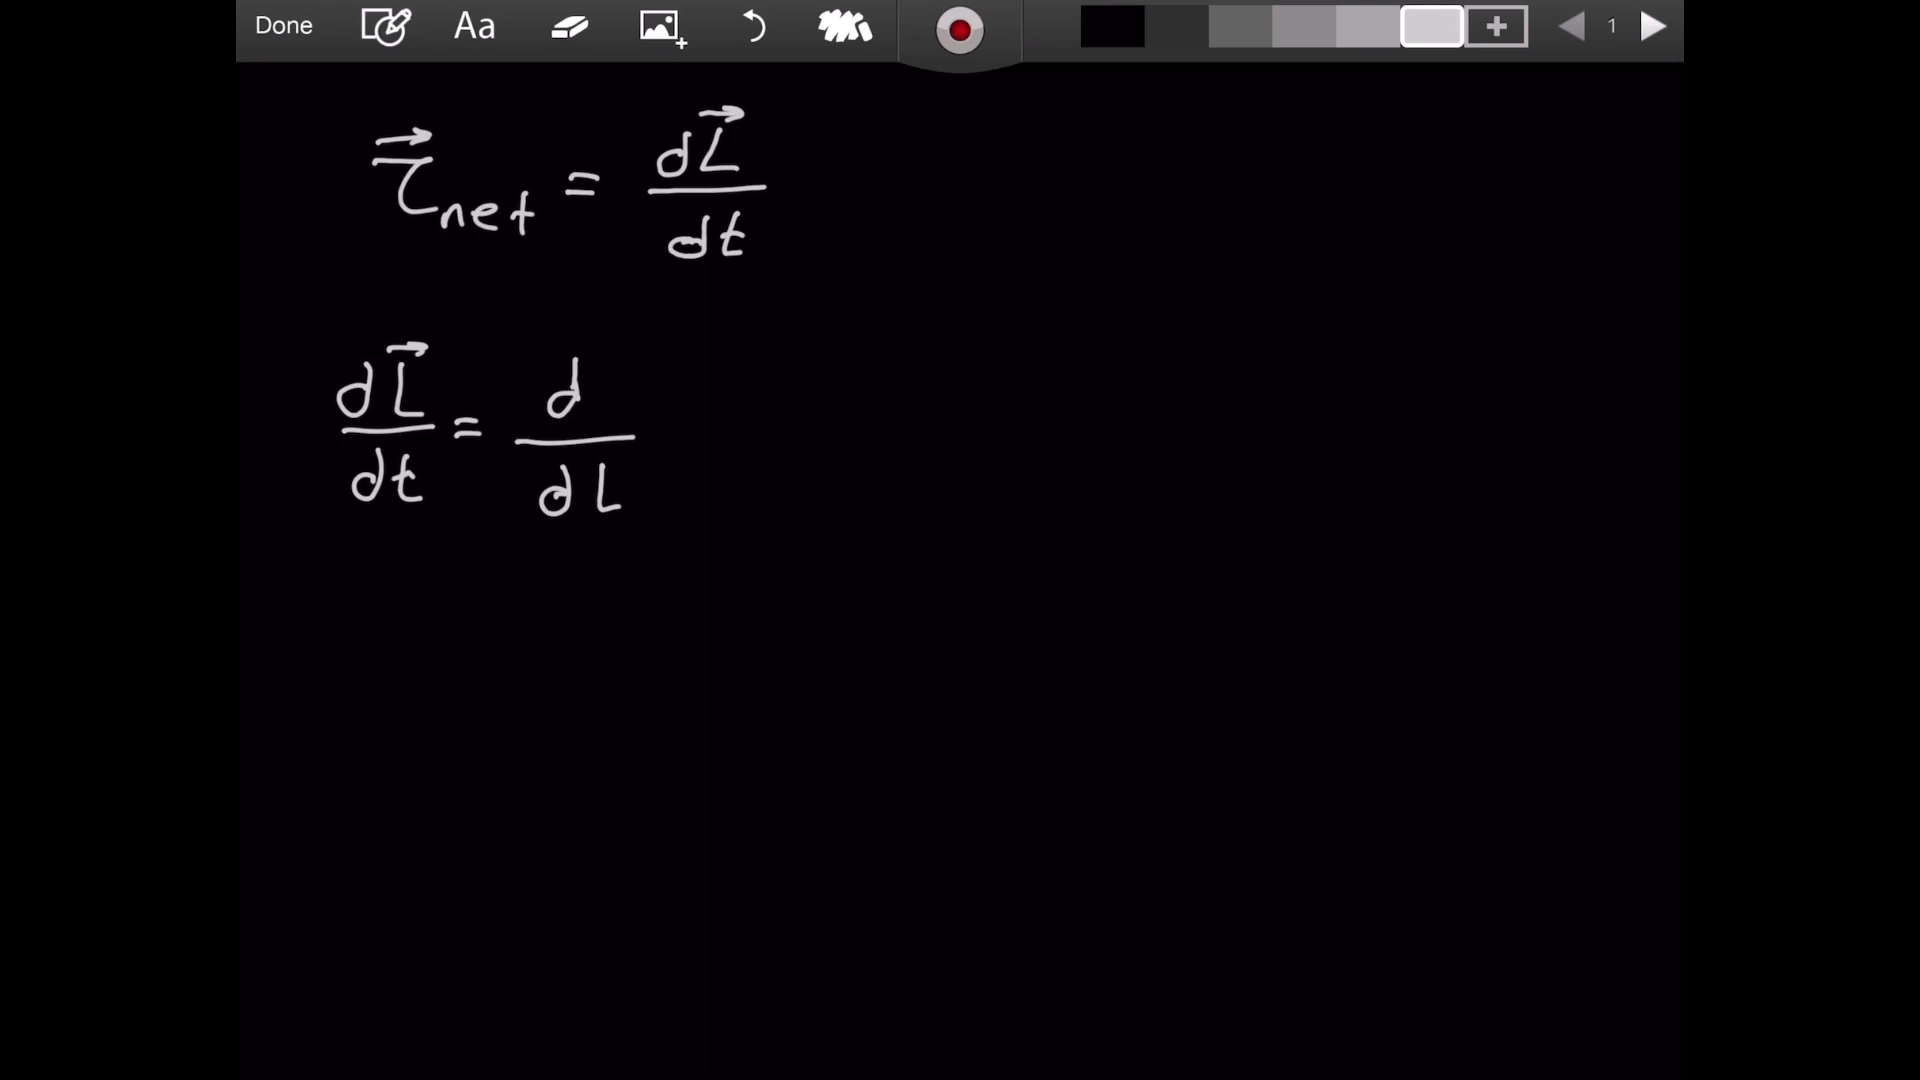 Done Aa 1
τ⃗net = dL⃗/dt
dL⃗/dt = d/dL